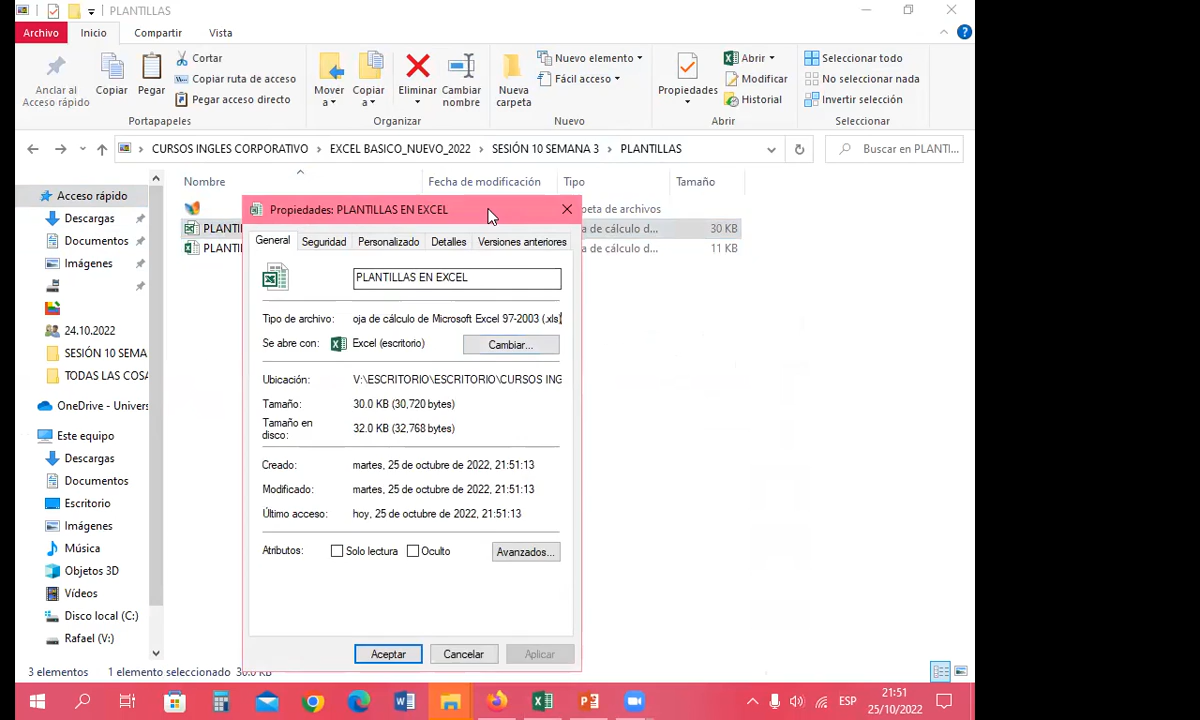 PLANTILLAS
Archivo Inicio Compartir Vista
Anclar al Acceso rápido
Copiar
Pegar
Cortar
Copiar ruta de acceso
Pegar acceso directo
Portapapeles
Mover a
Copiar a
Eliminar
Cambiar nombre
Organizar
Nueva carpeta
Nuevo elemento
Fácil acceso
Nuevo
Propiedades
Abrir
Modificar
Historial
Abrir
Seleccionar todo
No seleccionar nada
Invertir selección
Seleccionar
CURSOS INGLES CORPORATIVO > EXCEL BASICO_NUEVO_2022 > SESIÓN 10 SEMANA 3 > PLANTILLAS
Buscar en PLANTI...
Nombre Fecha de modificación Tipo Tamaño
peta de archivos
PLANTI a de cálculo d... 30 KB
PLANTI a de cálculo d... 11 KB
Acceso rápido
Descargas
Documentos
Imágenes
24.10.2022
SESIÓN 10 SEMA
TODAS LAS COSA
OneDrive - Univers
Este equipo
Descargas
Documentos
Escritorio
Imágenes
Música
Objetos 3D
Vídeos
Disco local (C:)
Rafael (V:)
Propiedades: PLANTILLAS EN EXCEL
General Seguridad Personalizado Detalles Versiones anteriores
PLANTILLAS EN EXCEL
Tipo de archivo: oja de cálculo de Microsoft Excel 97-2003 (.xls)
Se abre con: Excel (escritorio) Cambiar...
Ubicación: V:\ESCRITORIO\ESCRITORIO\CURSOS ING
Tamaño: 30.0 KB (30,720 bytes)
Tamaño en disco: 32.0 KB (32,768 bytes)
Creado: martes, 25 de octubre de 2022, 21:51:13
Modificado: martes, 25 de octubre de 2022, 21:51:13
Último acceso: hoy, 25 de octubre de 2022, 21:51:13
Atributos: Solo lectura Oculto Avanzados...
Aceptar Cancelar Aplicar
3 elementos 1 elemento seleccionado 30.0 KB
ESP
21:51
25/10/2022